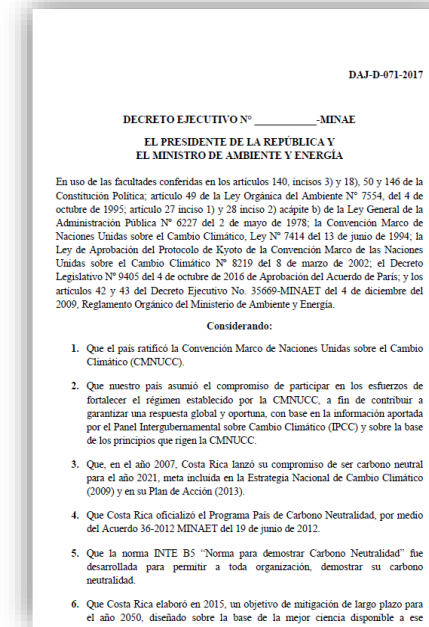 DAJ-D-071-2017
DECRETO EJECUTIVO N° ____________-MINAE
EL PRESIDENTE DE LA REPÚBLICA Y
EL MINISTRO DE AMBIENTE Y ENERGÍA
En uso de las facultades conferidas en los artículos 140, incisos 3) y 18), 50 y 146 de la
Constitución Política; artículo 49 de la Ley Orgánica del Ambiente N° 7554, del 4 de
octubre de 1995; artículo 27 inciso 1) y 28 inciso 2) acápite b) de la Ley General de la
Administración Pública N° 6227 del 2 de mayo de 1978; la Convención Marco de
Naciones Unidas sobre el Cambio Climático, Ley N° 7414 del 13 de junio de 1994; la
Ley de Aprobación del Protocolo de Kyoto de la Convención Marco de las Naciones
Unidas sobre el Cambio Climático N° 8219 del 8 de marzo de 2002; el Decreto
Legislativo N° 9405 del 4 de octubre de 2016 de Aprobación del Acuerdo de París; y los
artículos 42 y 43 del Decreto Ejecutivo No. 35669-MINAET del 4 de diciembre del
2009, Reglamento Orgánico del Ministerio de Ambiente y Energía.
Considerando:
1. Que el país ratificó la Convención Marco de Naciones Unidas sobre el Cambio
Climático (CMNUCC).
2. Que nuestro país asumió el compromiso de participar en los esfuerzos de
fortalecer el régimen establecido por la CMNUCC, a fin de contribuir a
garantizar una respuesta global y oportuna, con base en la información aportada
por el Panel Intergubernamental sobre Cambio Climático (IPCC) y sobre la base
de los principios que rigen la CMNUCC.
3. Que, en el año 2007, Costa Rica lanzó su compromiso de ser carbono neutral
para el año 2021, meta incluida en la Estrategia Nacional de Cambio Climático
(2009) y en su Plan de Acción (2013).
4. Que Costa Rica oficializó el Programa País de Carbono Neutralidad, por medio
del Acuerdo 36-2012 MINAET del 19 de junio de 2012.
5. Que la norma INTE B5 “Norma para demostrar Carbono Neutralidad” fue
desarrollada para permitir a toda organización, demostrar su carbono
neutralidad.
6. Que Costa Rica elaboró en 2015, un objetivo de mitigación de largo plazo para
el año 2050, diseñado sobre la base de la mejor ciencia disponible a ese